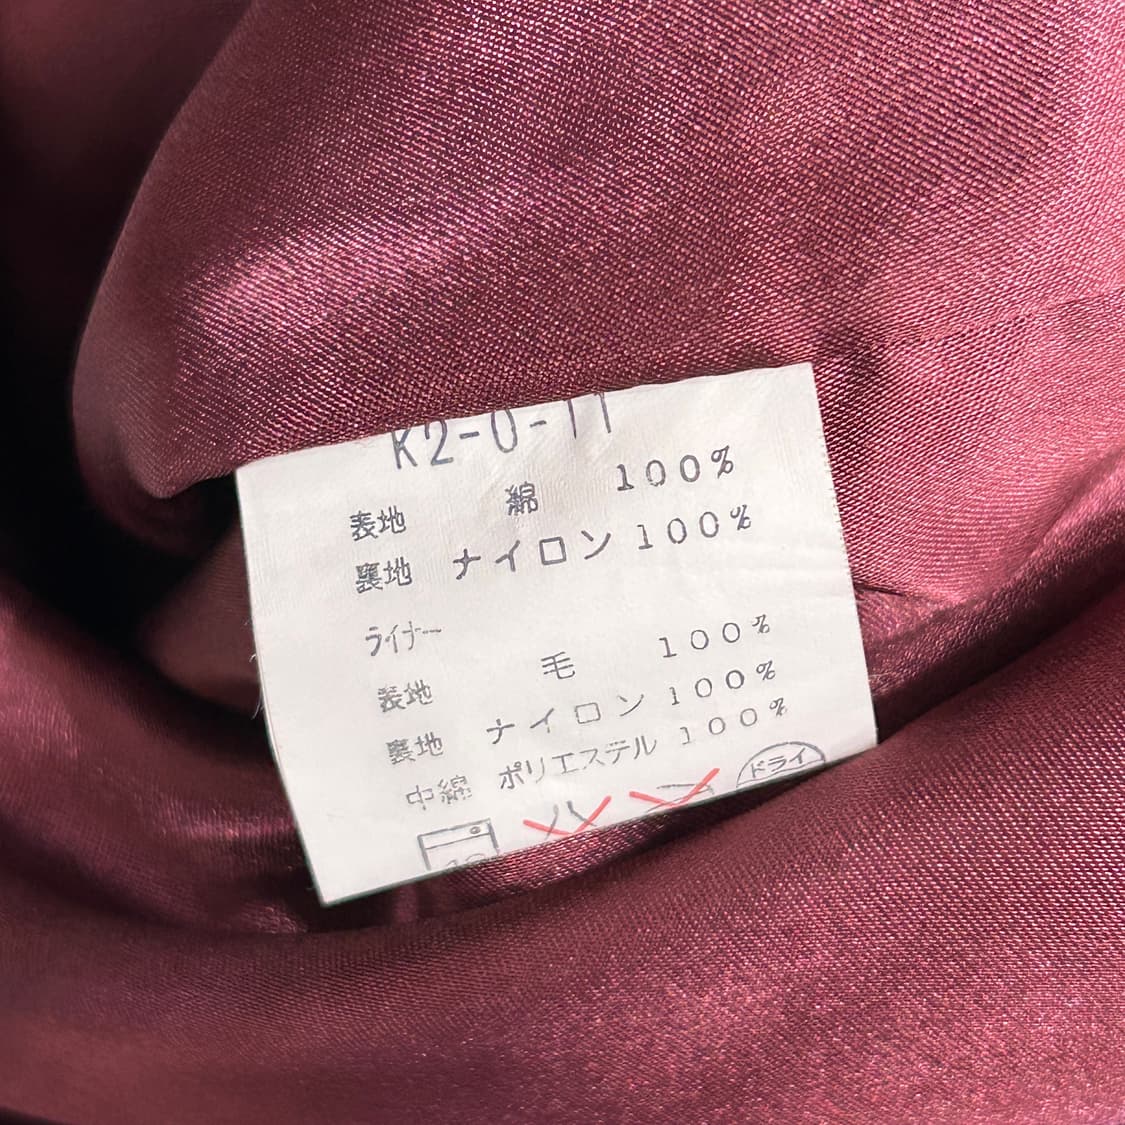 K2-0-11
表地 綿 100%
裏地 ナイロン 100%
ライナー
表地 毛 100%
裏地 ナイロン 100%
中綿 ポリエステル 100%
ドライ